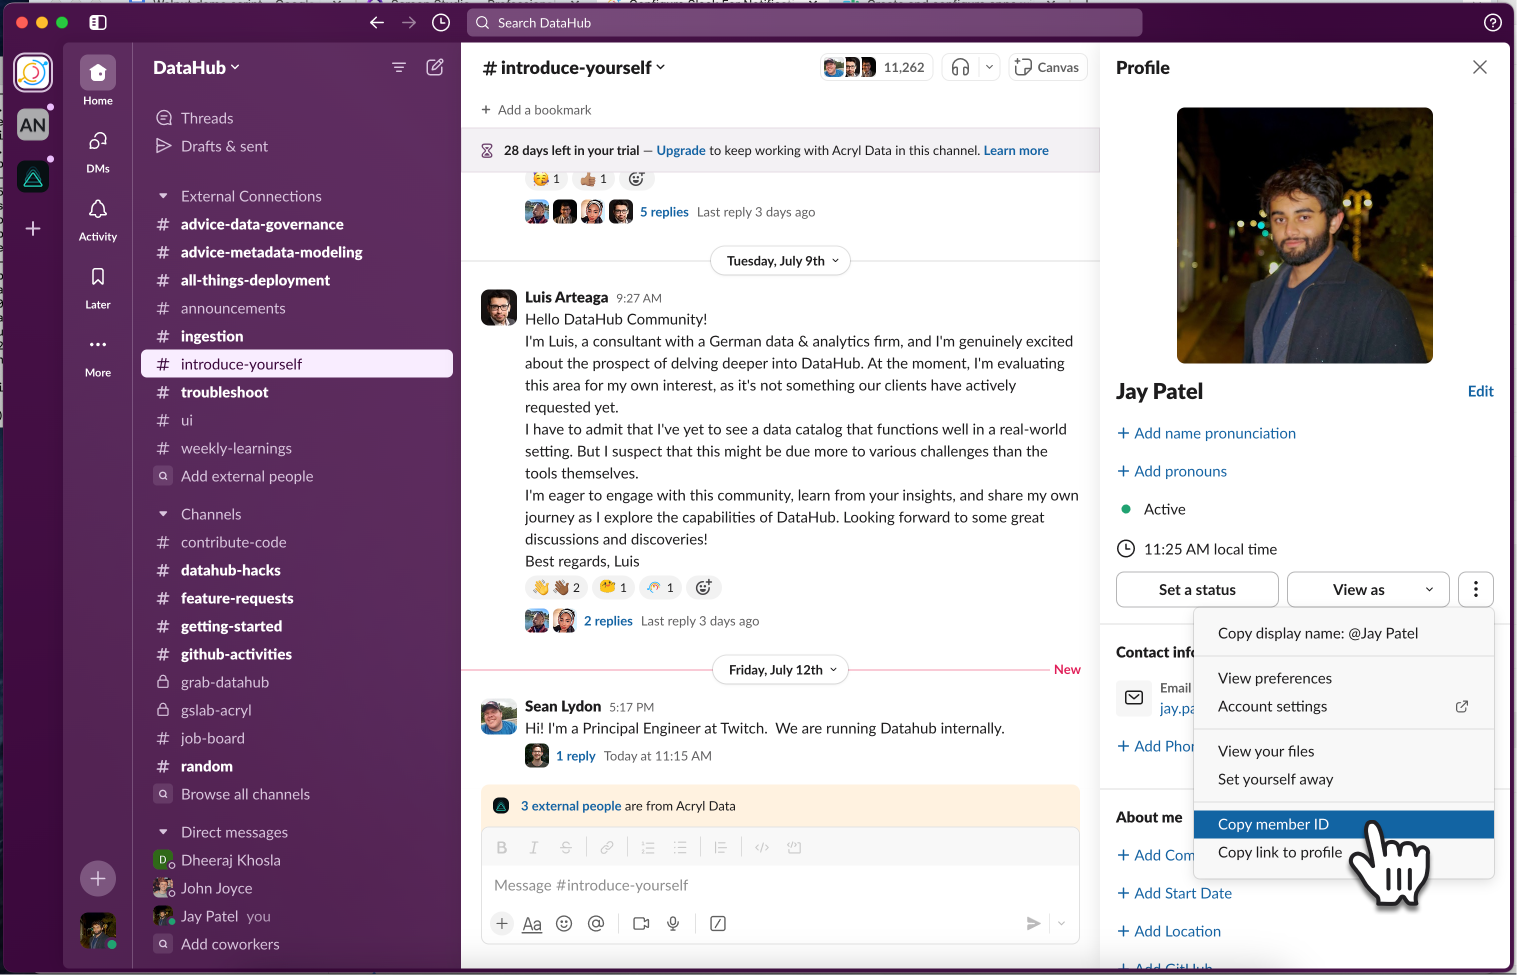 Search DataHub
AN
Home
DMs
Activity
Later
More
DataHub
Threads
Drafts & sent
External Connections
# advice-data-governance
# advice-metadata-modeling
# all-things-deployment
# announcements
# ingestion
# introduce-yourself
# troubleshoot
# ui
# weekly-learnings
Add external people
Channels
# contribute-code
# datahub-hacks
# feature-requests
# getting-started
# github-activities
grab-datahub
gslab-acryl
# job-board
# random
Browse all channels
Direct messages
D Dheeraj Khosla
John Joyce
Jay Patel you
Add coworkers
# introduce-yourself
11,262
Canvas
+ Add a bookmark
28 days left in your trial — Upgrade to keep working with Acryl Data in this channel. Learn more
1 1
5 replies Last reply 3 days ago
Tuesday, July 9th
Luis Arteaga 9:27 AM
Hello DataHub Community!
I'm Luis, a consultant with a German data & analytics firm, and I'm genuinely excited
about the prospect of delving deeper into DataHub. At the moment, I'm evaluating
this area for my own interest, as it's not something our clients have actively
requested yet.
I have to admit that I've yet to see a data catalog that functions well in a real-world
setting. But I suspect that this might be due more to various challenges than the
tools themselves.
I'm eager to engage with this community, learn from your insights, and share my own
journey as I explore the capabilities of DataHub. Looking forward to some great
discussions and discoveries!
Best regards, Luis
2 1 1
2 replies Last reply 3 days ago
Friday, July 12th
New
Sean Lydon 5:17 PM
Hi! I'm a Principal Engineer at Twitch. We are running Datahub internally.
1 reply Today at 11:15 AM
3 external people are from Acryl Data
B I S
Message #introduce-yourself
+ Aa
Profile
Jay Patel
Edit
+ Add name pronunciation
+ Add pronouns
Active
11:25 AM local time
Set a status
View as
Contact info
Email
jay.pa
+ Add Phon
About me
+ Add Com
+ Add Start Date
+ Add Location
+ Add GitHub
Copy display name: @Jay Patel
View preferences
Account settings
View your files
Set yourself away
Copy member ID
Copy link to profile